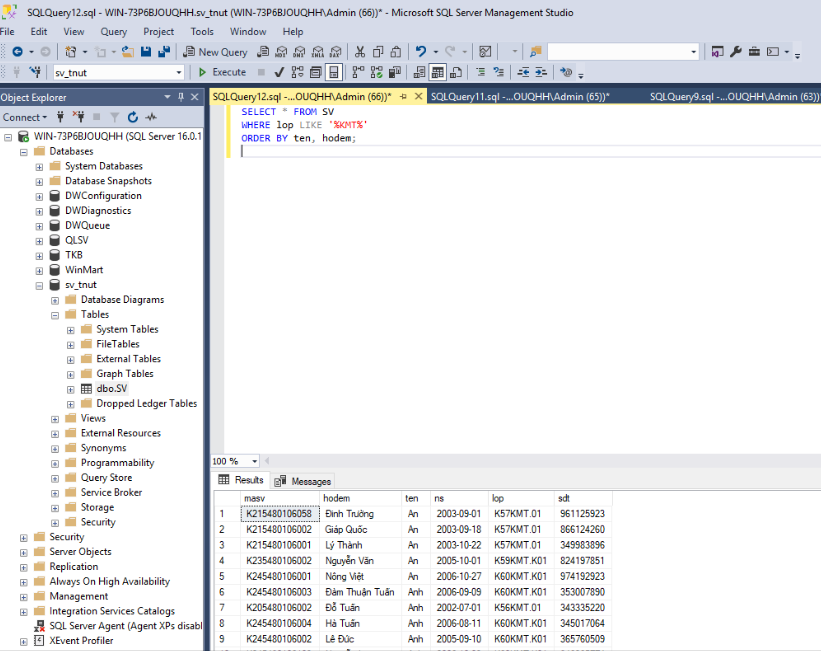 SQLQuery12.sql - WIN-73P6BJOUQHH.sv_tnut (WIN-73P6BJOUQHH\Admin (66))* - Microsoft SQL Server Management Studio
File Edit View Query Project Tools Window Help
New Query
sv_tnut Execute
Object Explorer
SQLQuery12.sql -...OUQHH\Admin (66))* SQLQuery11.sql -...OUQHH\Admin (65))* SQLQuery9.sql -...OUQHH\Admin (63))*
Connect
WIN-73P6BJOUQHH (SQL Server 16.0.1
Databases
System Databases
Database Snapshots
DWConfiguration
DWDiagnostics
DWQueue
QLSV
TKB
WinMart
sv_tnut
Database Diagrams
Tables
System Tables
FileTables
External Tables
Graph Tables
dbo.SV
Dropped Ledger Tables
Views
External Resources
Synonyms
Programmability
Query Store
Service Broker
Storage
Security
Security
Server Objects
Replication
Always On High Availability
Management
Integration Services Catalogs
SQL Server Agent (Agent XPs disabl
XEvent Profiler
SELECT * FROM SV
WHERE lop LIKE '%KMT%'
ORDER BY ten, hodem;
100 %
Results Messages
masv hodem ten ns lop sdt
1 K215480106058 Đinh Trường An 2003-09-01 K57KMT.01 961125923
2 K215480106002 Giáp Quốc An 2003-09-18 K57KMT.01 866124260
3 K215480106001 Lý Thành An 2003-10-22 K57KMT.01 349983896
4 K235480106002 Nguyễn Văn An 2005-10-01 K59KMT.K01 824197851
5 K245480106001 Nông Việt An 2006-10-27 K60KMT.K01 974192923
6 K245480106003 Đàm Thuận Tuấn Anh 2006-09-09 K60KMT.K01 353007890
7 K205480106002 Đỗ Tuấn Anh 2002-07-01 K56KMT.01 343335220
8 K245480106004 Hà Tuấn Anh 2006-08-11 K60KMT.K01 345017064
9 K245480106002 Lê Đức Anh 2005-09-10 K60KMT.K01 365760509